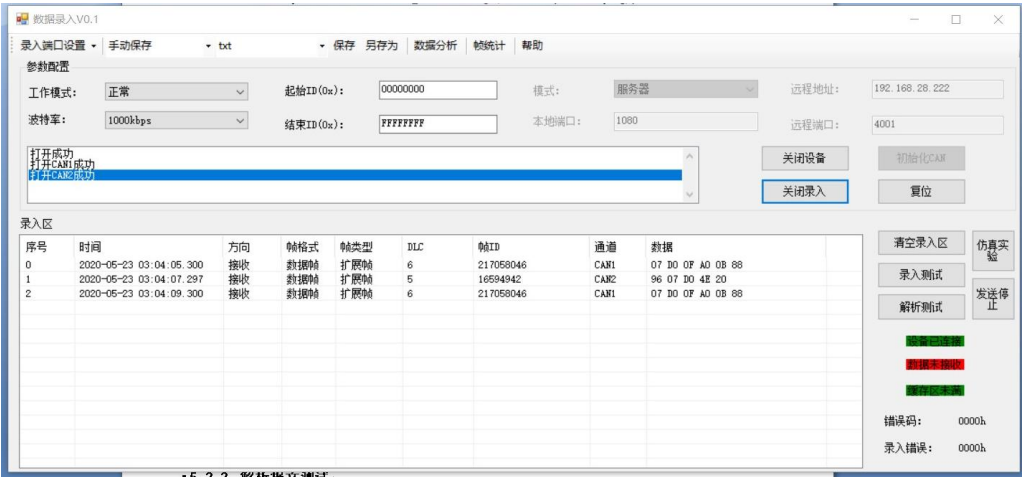 数据录入V0.1
录入端口设置 手动保存 txt 保存 另存为 数据分析 帧统计 帮助
参数配置
工作模式: 正常 起始ID(0x): 00000000 模式: 服务器 远程地址: 192.168.28.222
波特率: 1000kbps 结束ID(0x): FFFFFFFF 本地端口: 1080 远程端口: 4001
打开成功
打开CAN1成功
打开CAN2成功
关闭设备 初始化CAN
关闭录入 复位
录入区
序号 时间 方向 帧格式 帧类型 DLC 帧ID 通道 数据
0 2020-05-23 03:04:05.300 接收 数据帧 扩展帧 6 217058046 CAN1 07 D0 0F A0 0B 88
1 2020-05-23 03:04:07.297 接收 数据帧 扩展帧 5 16594942 CAN2 96 07 D0 4E 20
2 2020-05-23 03:04:09.300 接收 数据帧 扩展帧 6 217058046 CAN1 07 D0 0F A0 0B 88
清空录入区 仿真实验
录入测试
解析测试 发送停止
设备已连接
数据未接收
缓存区未满
错误码: 0000h
录入错误: 0000h